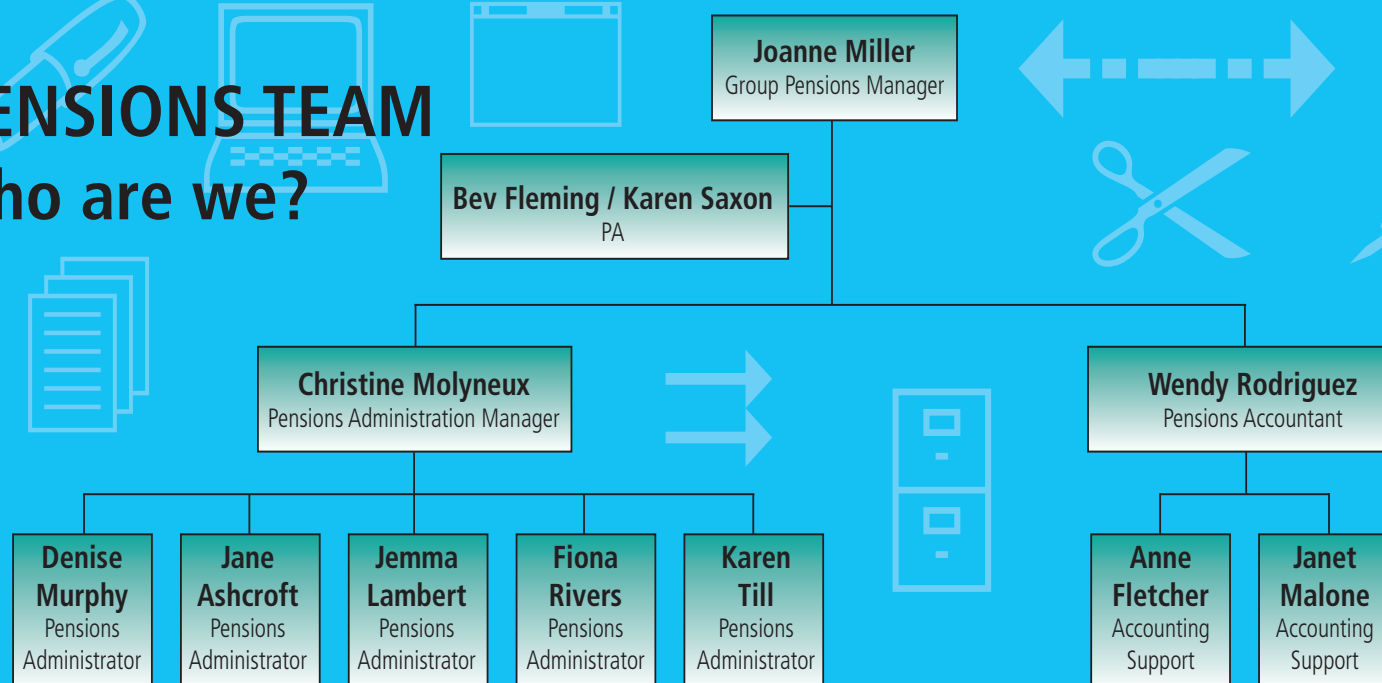 Joanne Miller
Group Pensions Manager
ENSIONS TEAM
ho are we?
Bev Fleming / Karen Saxon
PA
Christine Molyneux
Pensions Administration Manager
Wendy Rodriguez
Pensions Accountant
Denise
Murphy
Pensions
Administrator
Jane
Ashcroft
Pensions
Administrator
Jemma
Lambert
Pensions
Administrator
Fiona
Rivers
Pensions
Administrator
Karen
Till
Pensions
Administrator
Anne
Fletcher
Accounting
Support
Janet
Malone
Accounting
Support